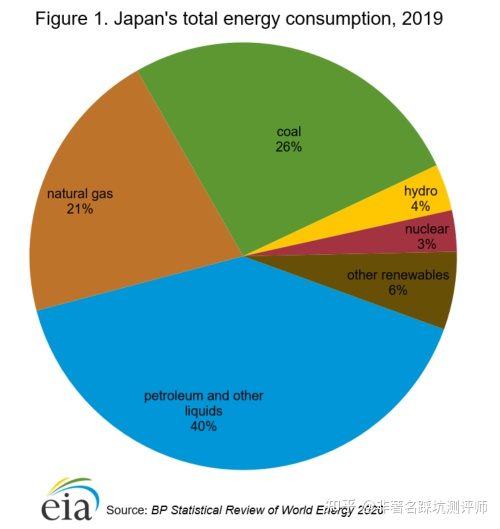 Figure 1. Japan's total energy consumption, 2019
coal
26%
natural gas
21%
hydro
4%
nuclear
3%
other renewables
6%
petroleum and other
liquids
40%
eia
Source: BP Statistical Review of World Energy 2020
知乎 @非著名踩坑测评师